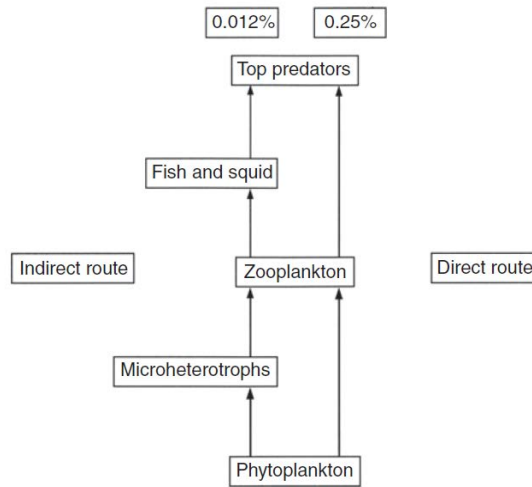 0.012% 0.25%
Top predators
Fish and squid
Indirect route Zooplankton Direct route
Microheterotrophs
Phytoplankton